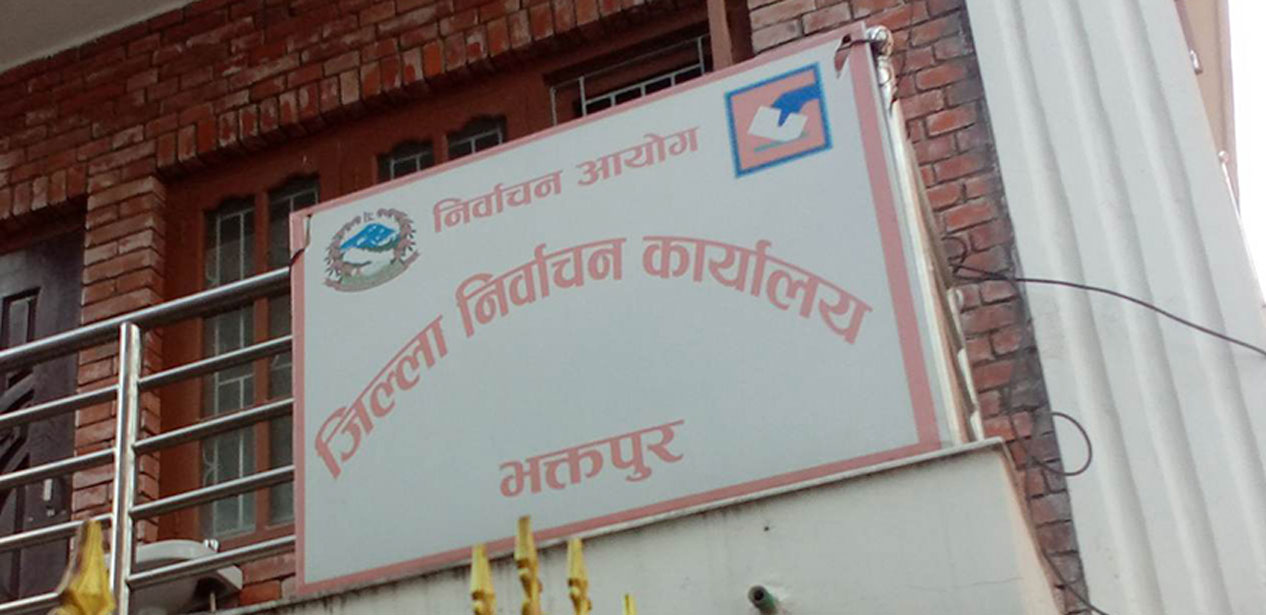 निर्वाचन आयोग
जिल्ला निर्वाचन कार्यालय
भक्तपुर